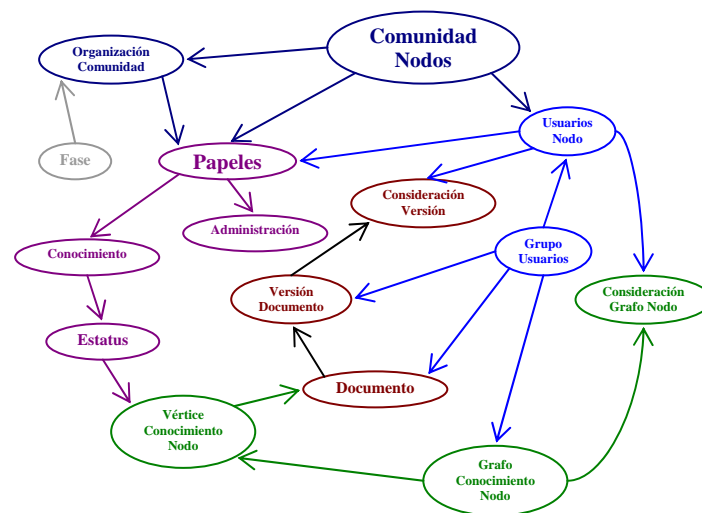 Comunidad
Nodos
Organización
Comunidad
Usuarios
Nodo
Fase
Papeles
Consideración
Versión
Administración
Conocimiento
Grupo
Usuarios
Versión
Documento
Consideración
Grafo Nodo
Estatus
Documento
Vértice
Conocimiento
Nodo
Grafo
Conocimiento
Nodo